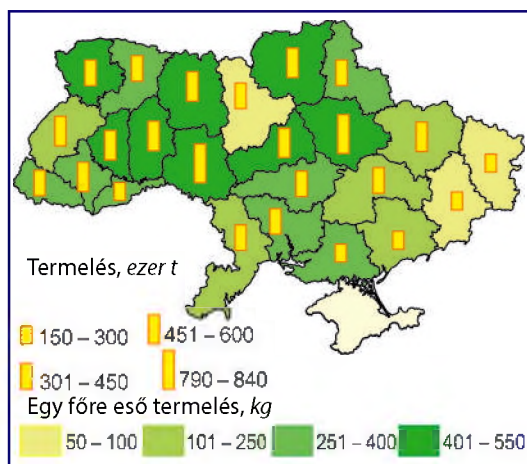 Termelés, ezer t
150 – 300 451 – 600
301 – 450 790 – 840
Egy főre eső termelés, kg
50 – 100 101 – 250 251 – 400 401 – 550